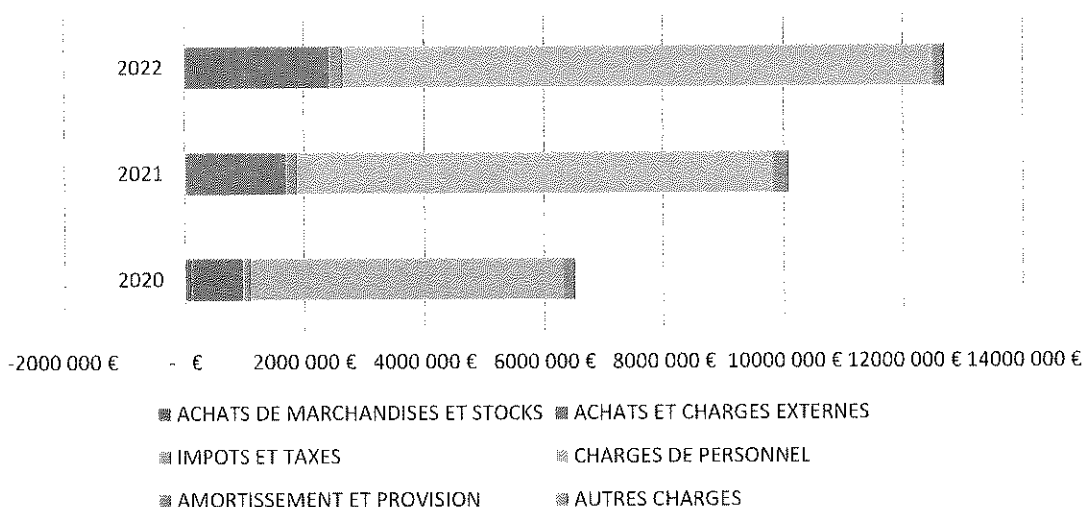 2022
2021
2020
-2000 000 € - € 2000 000 € 4000 000 € 6000 000 € 8000 000 € 10000 000 € 12000 000 € 14000 000 €
ACHATS DE MARCHANDISES ET STOCKS ACHATS ET CHARGES EXTERNES
IMPOTS ET TAXES CHARGES DE PERSONNEL
AMORTISSEMENT ET PROVISION AUTRES CHARGES